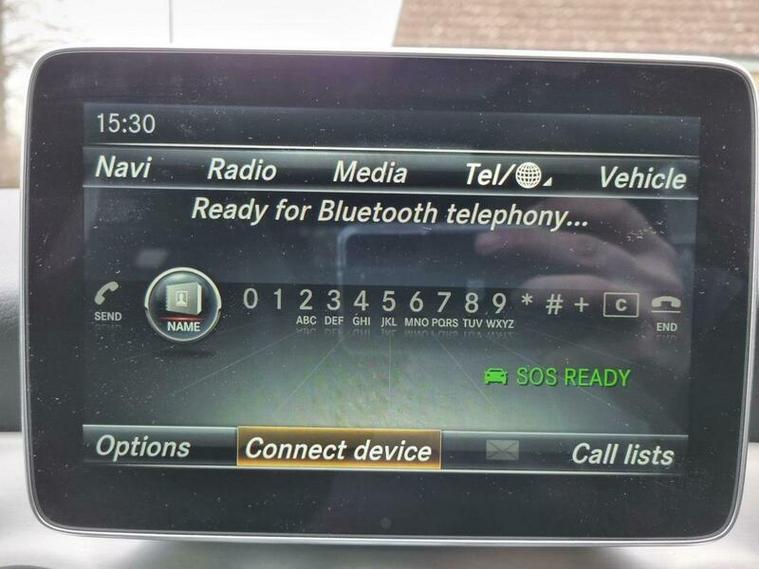 15:30
Navi Radio Media Tel/ Vehicle
Ready for Bluetooth telephony...
SEND NAME 0 1 2 3 4 5 6 7 8 9 * # + C END
ABC DEF GHI JKL MNO PQRS TUV WXYZ
SOS READY
Options Connect device Call lists